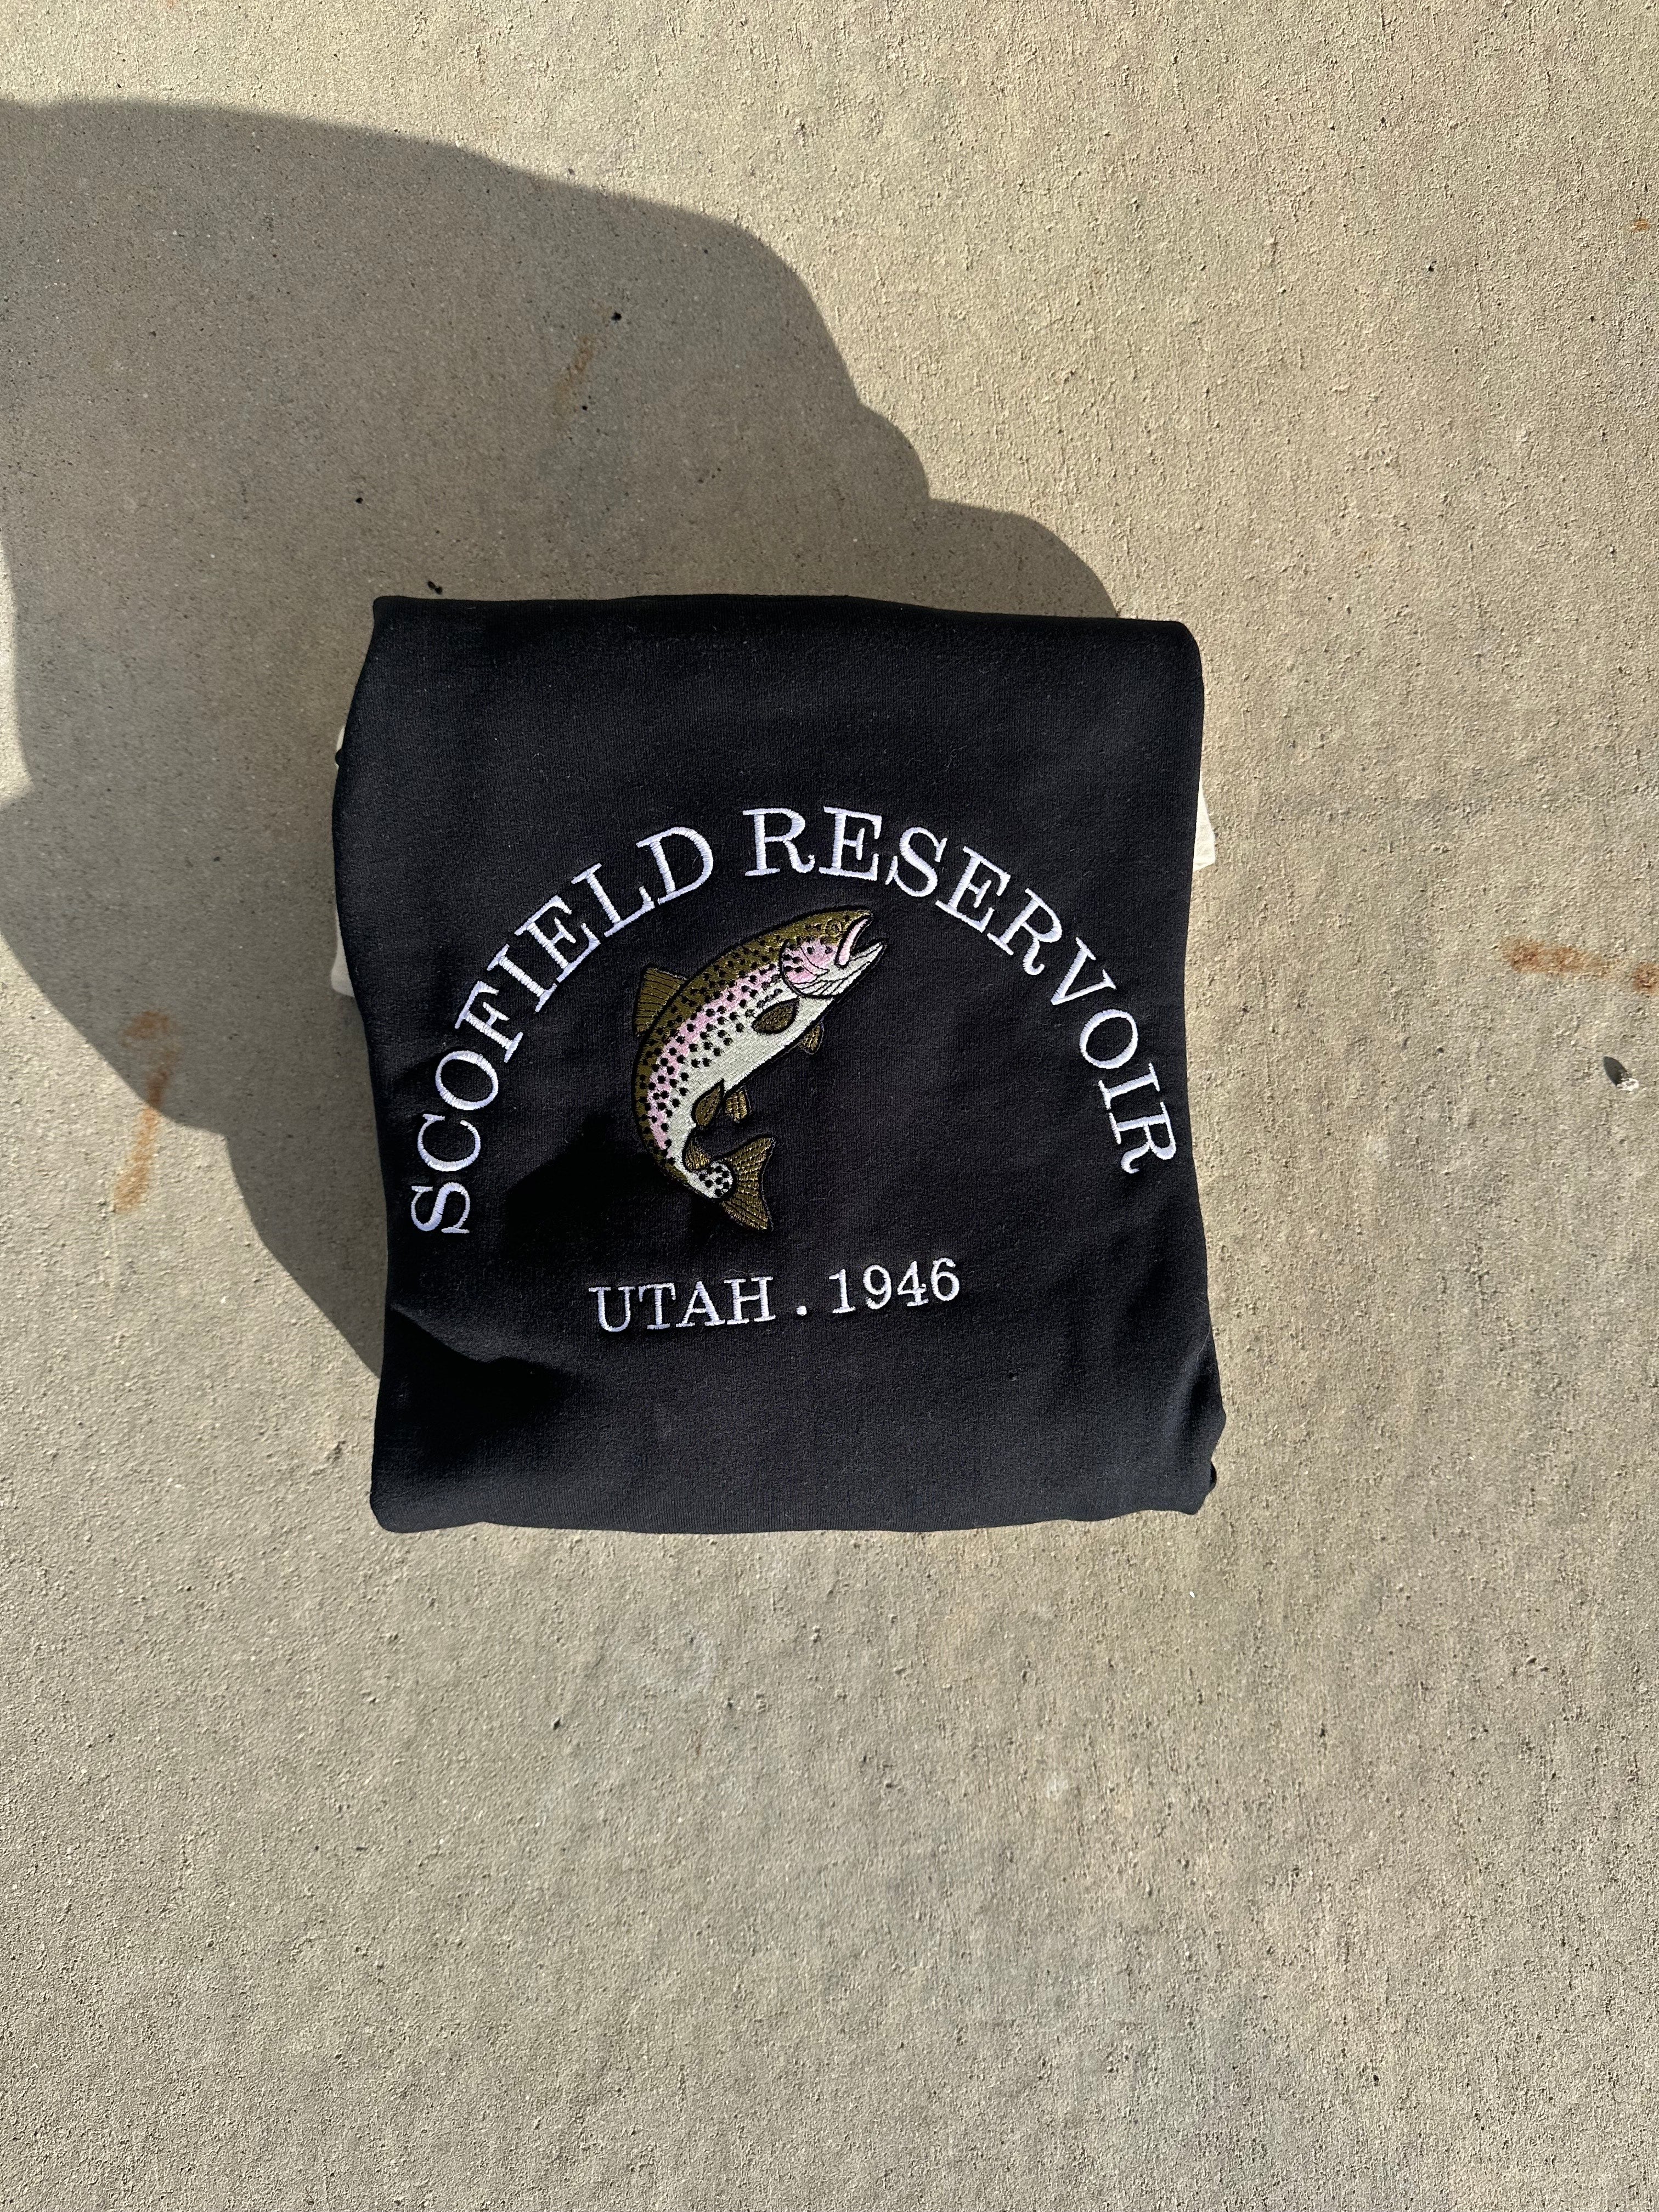 SCOFIELD RESERVOIR
UTAH . 1946